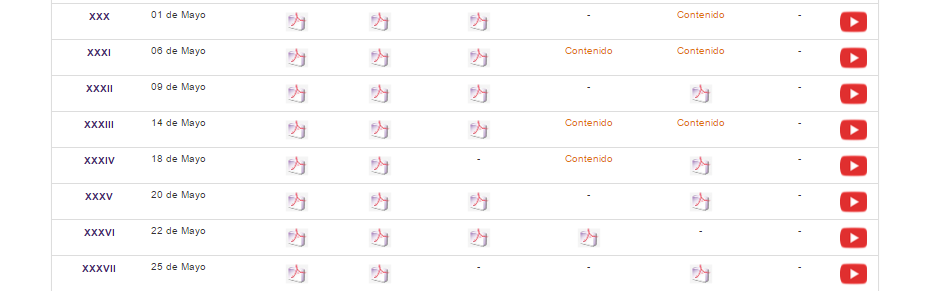 XXX 01 de Mayo - Contenido -
XXXI 06 de Mayo Contenido Contenido -
XXXII 09 de Mayo - -
XXXIII 14 de Mayo Contenido Contenido -
XXXIV 18 de Mayo - Contenido -
XXXV 20 de Mayo - -
XXXVI 22 de Mayo - -
XXXVII 25 de Mayo - - -